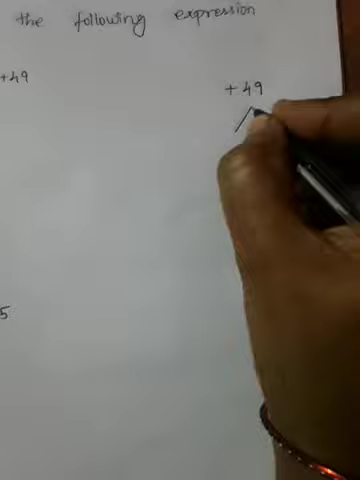 the following expression
+49
+ 49
5